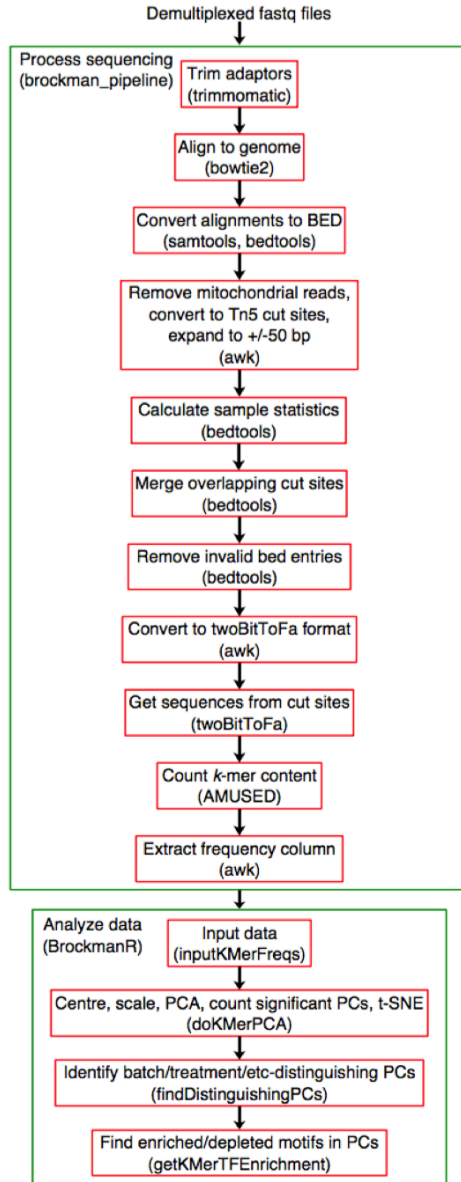 Demultiplexed fastq files
Process sequencing
(brockman_pipeline)
Trim adaptors
(trimmomatic)
Align to genome
(bowtie2)
Convert alignments to BED
(samtools, bedtools)
Remove mitochondrial reads,
convert to Tn5 cut sites,
expand to +/-50 bp
(awk)
Calculate sample statistics
(bedtools)
Merge overlapping cut sites
(bedtools)
Remove invalid bed entries
(bedtools)
Convert to twoBitToFa format
(awk)
Get sequences from cut sites
(twoBitToFa)
Count k-mer content
(AMUSED)
Extract frequency column
(awk)
Analyze data
(BrockmanR)
Input data
(inputKMerFreqs)
Centre, scale, PCA, count significant PCs, t-SNE
(doKMerPCA)
Identify batch/treatment/etc-distinguishing PCs
(findDistinguishingPCs)
Find enriched/depleted motifs in PCs
(getKMerTFEnrichment)